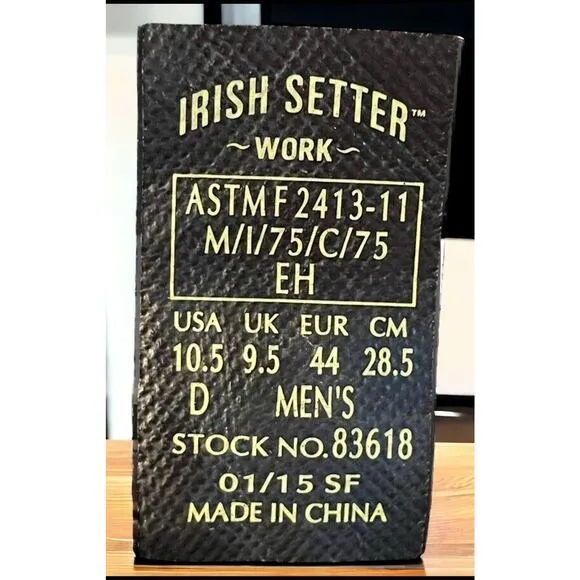 IRISH SETTER™
~WORK~
ASTM F 2413-11
M/I/75/C/75
EH
USA UK EUR CM
10.5 9.5 44 28.5
D MEN'S
STOCK NO. 83618
01/15 SF
MADE IN CHINA